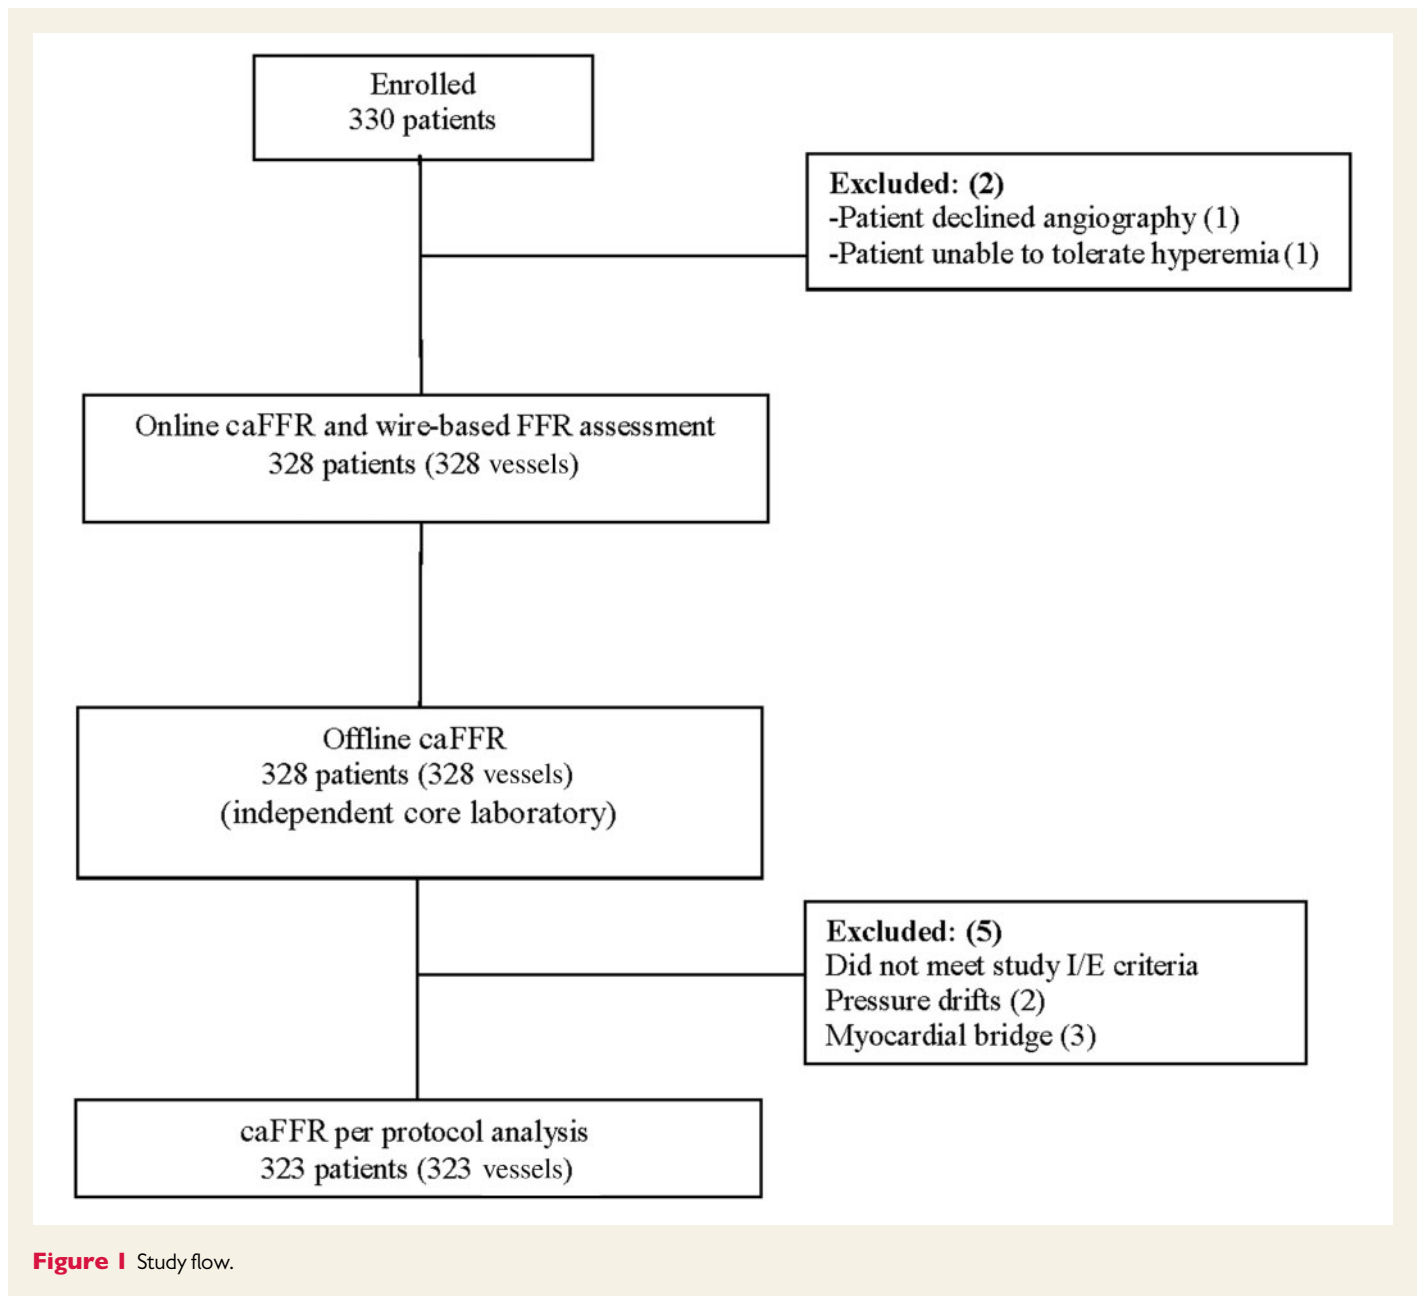 Enrolled
330 patients
Excluded: (2)
-Patient declined angiography (1)
-Patient unable to tolerate hyperemia (1)
Online caFFR and wire-based FFR assessment
328 patients (328 vessels)
Offline caFFR
328 patients (328 vessels)
(independent core laboratory)
Excluded: (5)
Did not meet study I/E criteria
Pressure drifts (2)
Myocardial bridge (3)
caFFR per protocol analysis
323 patients (323 vessels)
Figure 1 Study flow.